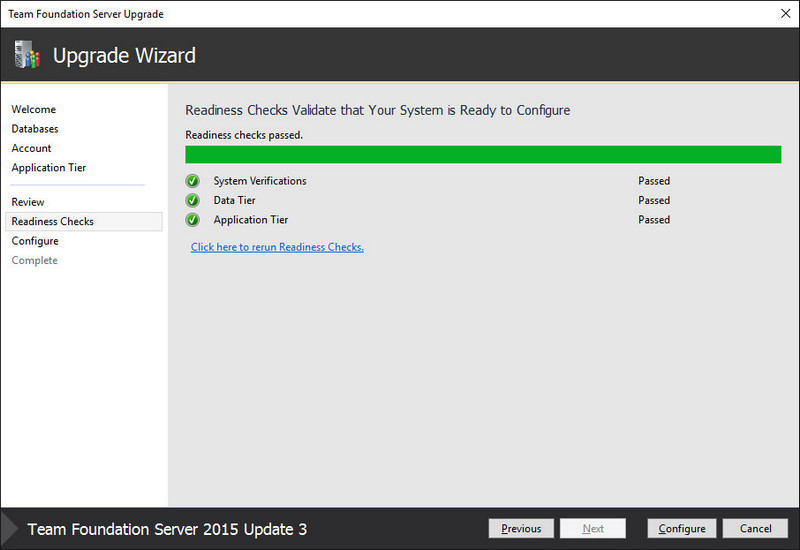 Team Foundation Server Upgrade
Upgrade Wizard
Welcome
Databases
Account
Application Tier
Review
Readiness Checks
Configure
Complete
Readiness Checks Validate that Your System is Ready to Configure
Readiness checks passed.
System Verifications Passed
Data Tier Passed
Application Tier Passed
Click here to rerun Readiness Checks.
Team Foundation Server 2015 Update 3
Previous Next Configure Cancel